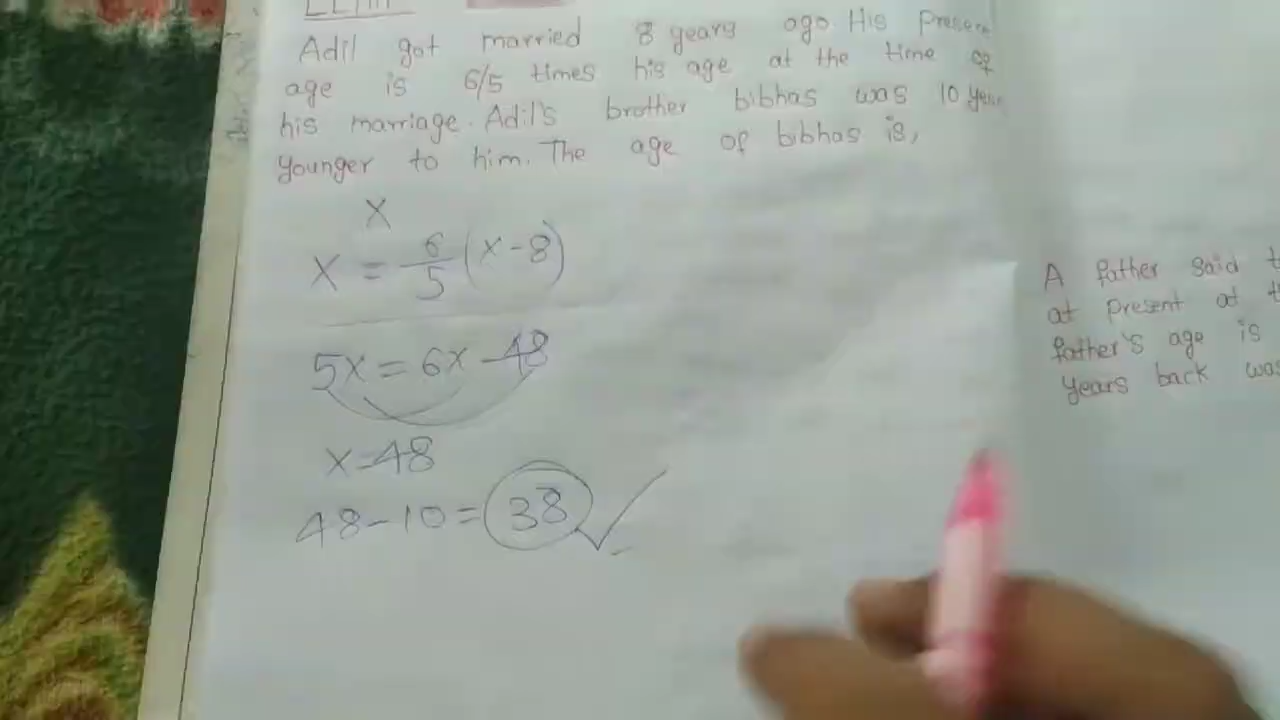 Adil got married 8 years ago. His present
age is 6/5 times his age at the time of
his marriage. Adil's brother bibhas was 10 year
younger to him. The age of bibhas is,
x
x = 6/5 (x-8)
5x = 6x - 48
x = 48
48 - 10 = 38 ✓
A father said
at present at
father's age is
years back was